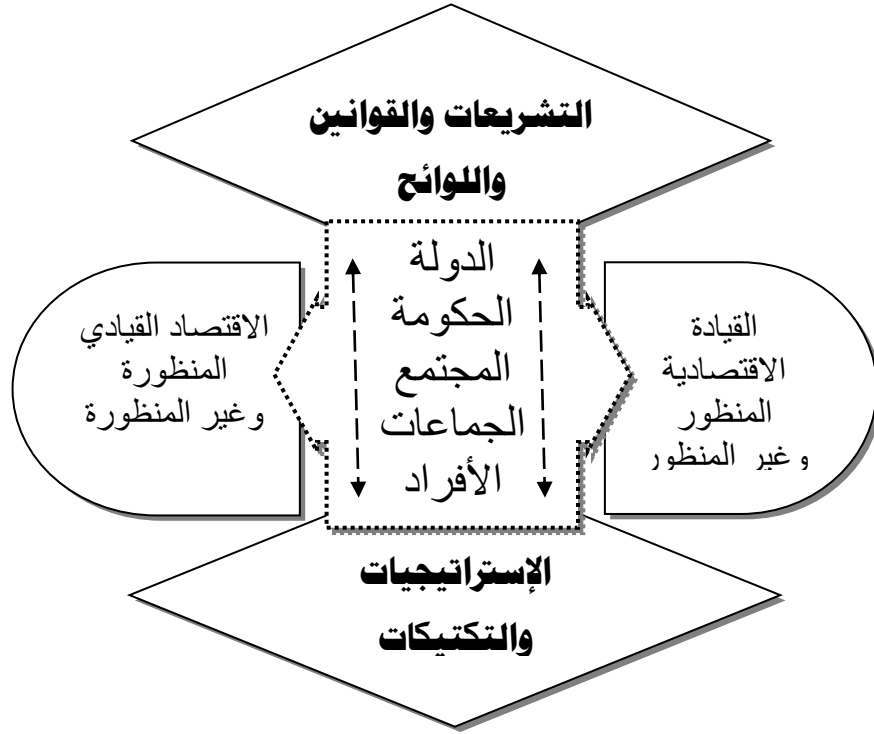 التشريعات والقوانين
واللوائح
القيادة
الاقتصادية
المنظور
وغير المنظور
الدولة
الحكومة
المجتمع
الجماعات
الأفراد
الاقتصاد القيادي
المنظورة
وغير المنظورة
الإستراتيجيات
والتكتيكات